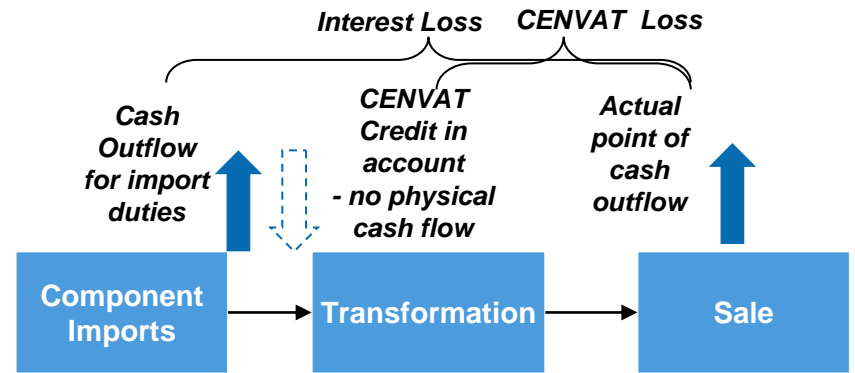 Interest Loss
CENVAT Loss
Cash
Outflow
for import
duties
CENVAT
Credit in
account
- no physical
cash flow
Actual
point of
cash
outflow
Component
Imports
Transformation
Sale